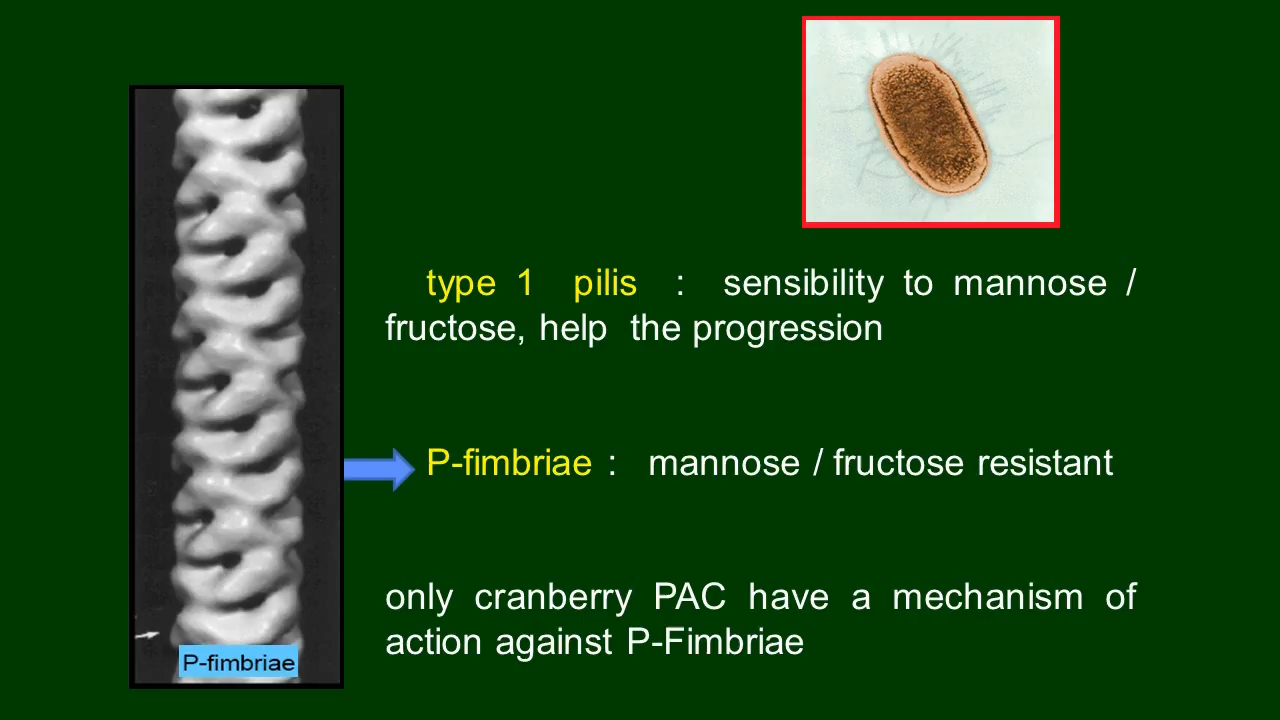 type 1 pilis : sensibility to mannose /
fructose, help the progression
P-fimbriae : mannose / fructose resistant
only cranberry PAC have a mechanism of
action against P-Fimbriae
P-fimbriae